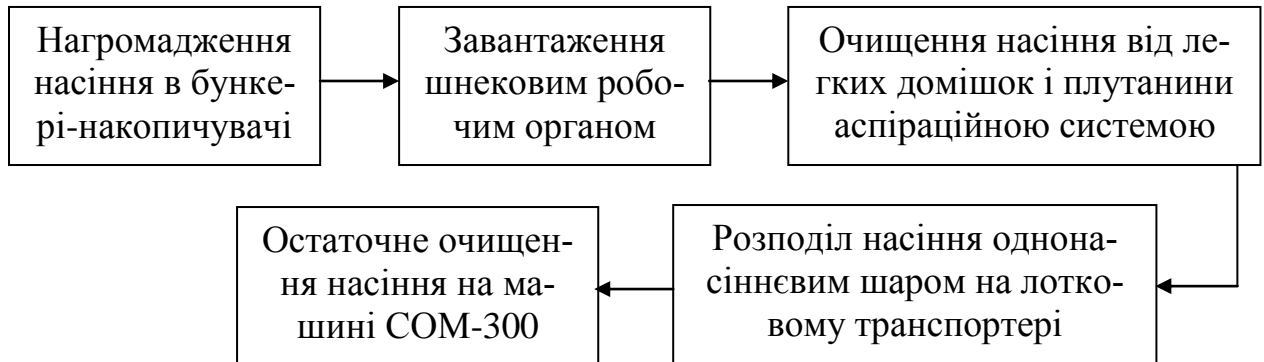 Нагромадження
насіння в бунке-
рі-накопичувачі
Завантаження
шнековим робо-
чим органом
Очищення насіння від ле-
гких домішок і плутанини
аспіраційною системою
Розподіл насіння однона-
сіннєвим шаром на лотко-
вому транспортері
Остаточне очищен-
ня насіння на ма-
шині СОМ-300